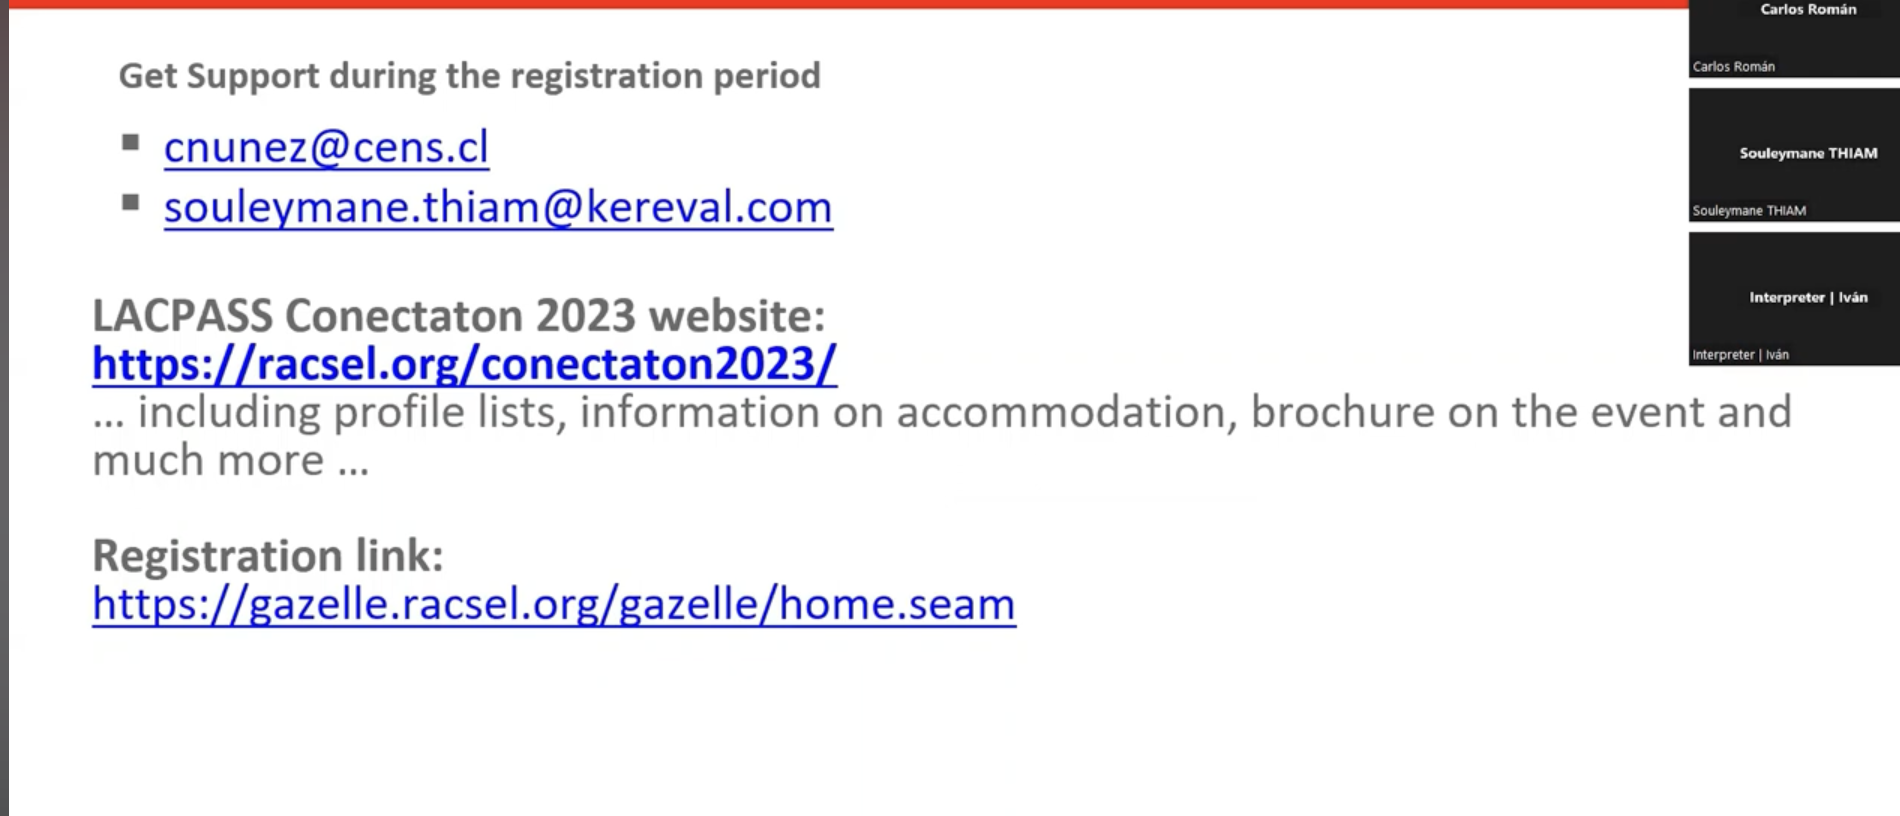 Get Support during the registration period
cnunez@cens.cl
souleymane.thiam@kereval.com
LACPASS Conectaton 2023 website:
https://racsel.org/conectaton2023/
... including profile lists, information on accommodation, brochure on the event and
much more ...
Registration link:
https://gazelle.racsel.org/gazelle/home.seam
Carlos Román
Carlos Román
Souleymane THIAM
Souleymane THIAM
Interpreter | Iván
Interpreter | Iván